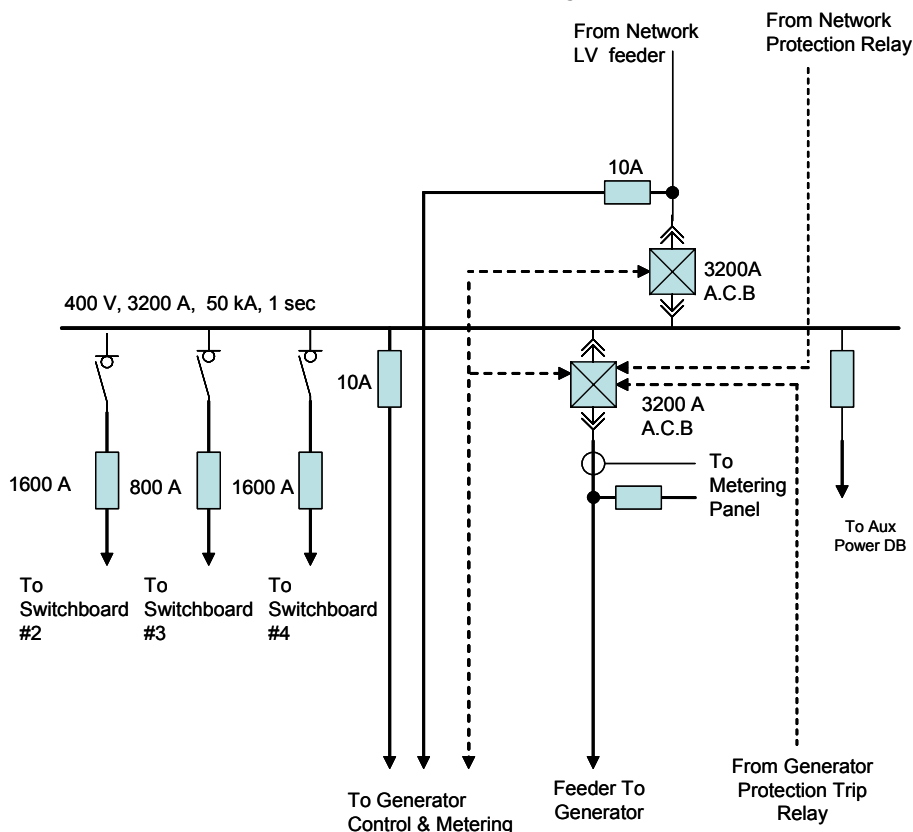 From Network
LV feeder
From Network
Protection Relay
10A
3200A
A.C.B
400 V, 3200 A, 50 kA, 1 sec
10A
3200 A
A.C.B
1600 A
800 A
1600 A
To
Metering
Panel
To Aux
Power DB
To
Switchboard
#2
To
Switchboard
#3
To
Switchboard
#4
To Generator
Control & Metering
Feeder To
Generator
From Generator
Protection Trip
Relay